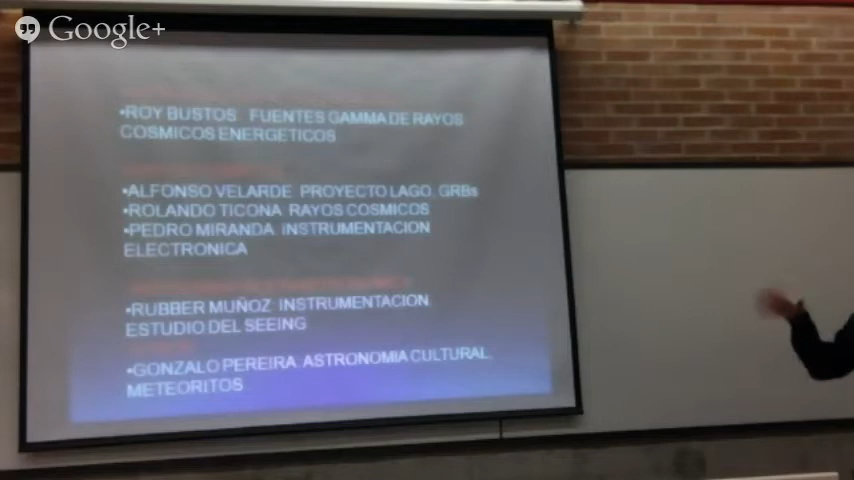 Google+
•ROY BUSTOS. FUENTES GAMMA DE RAYOS
COSMICOS ENERGETICOS
•ALFONSO VELARDE PROYECTO LAGO. GRBs
•ROLANDO TICONA RAYOS COSMICOS
•PEDRO MIRANDA INSTRUMENTACION
ELECTRONICA
•RUBBER MUÑOZ INSTRUMENTACION.
ESTUDIO DEL SEEING
•GONZALO PEREIRA. ASTRONOMIA CULTURAL.
METEORITOS